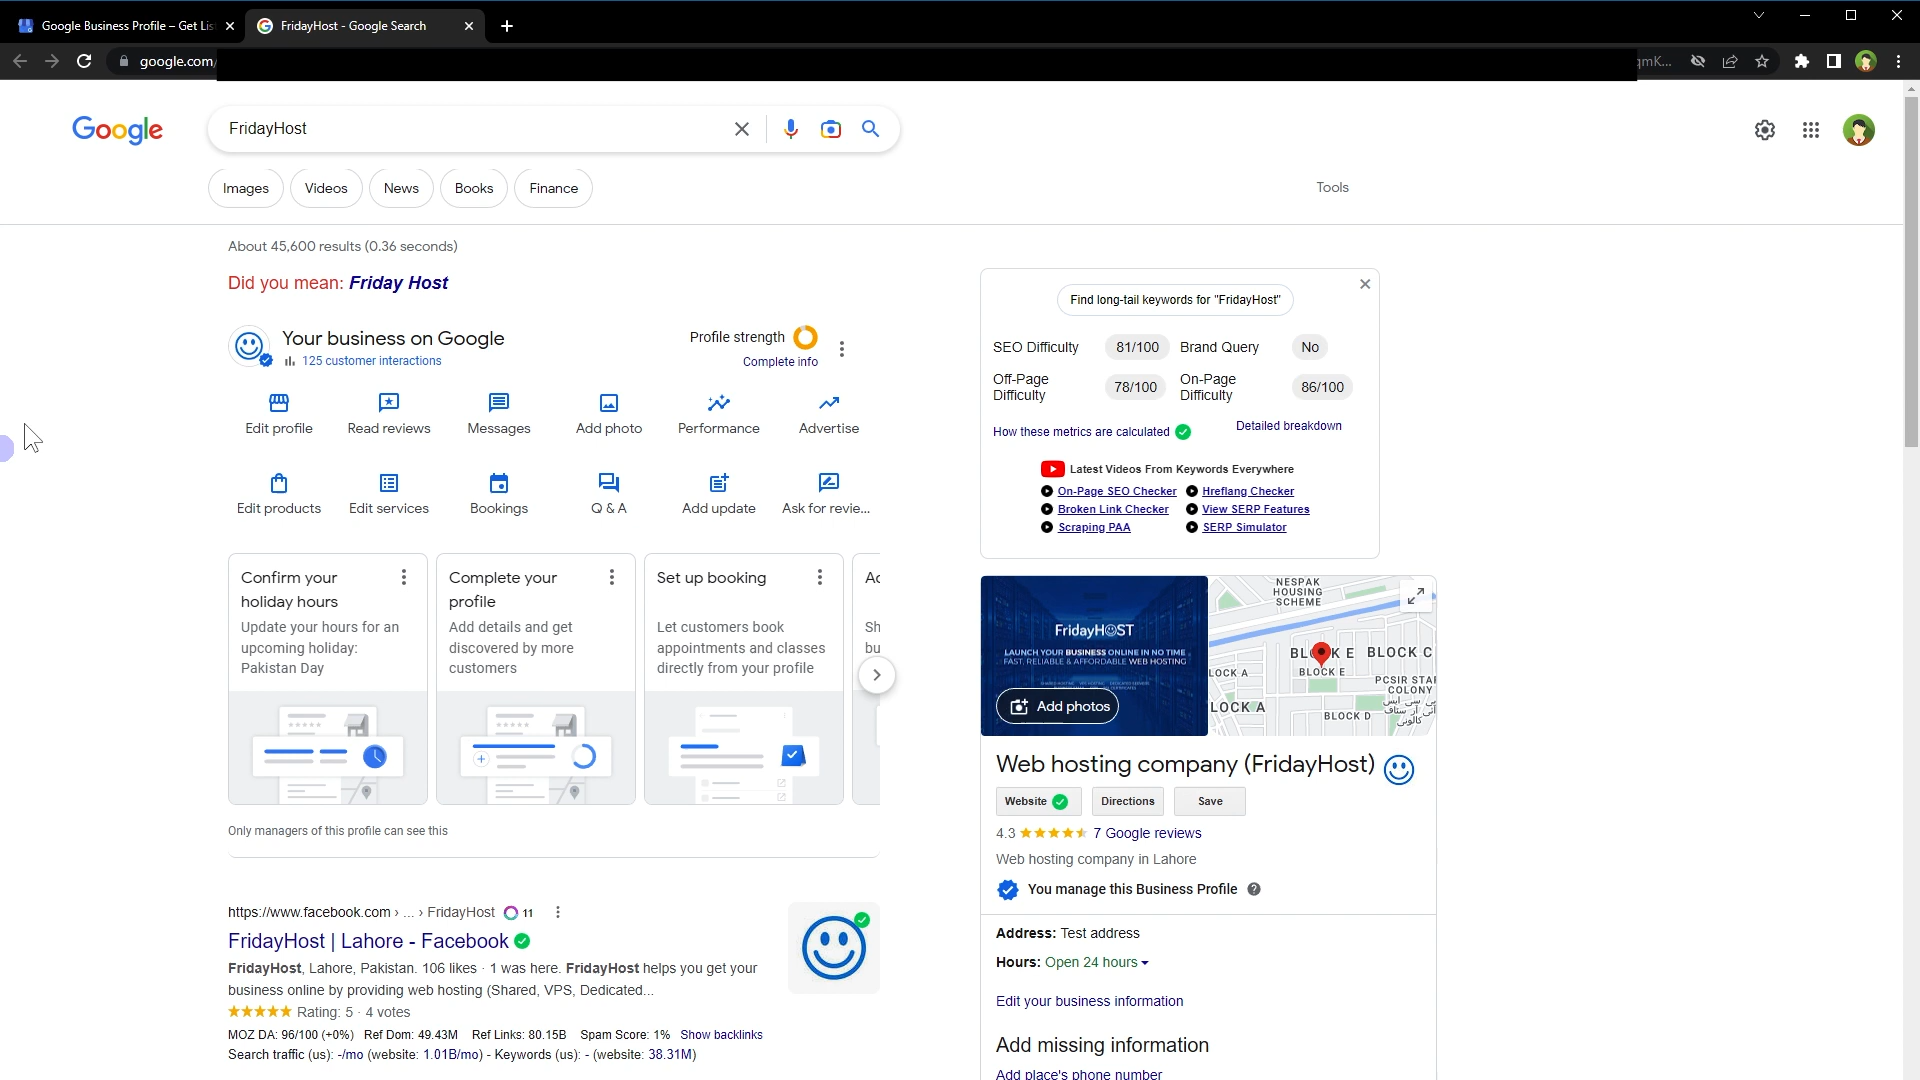 Google Business Profile – Get Lis
FridayHost - Google Search
google.com/
qmK...
Google
FridayHost
Images
Videos
News
Books
Finance
Tools
About 45,600 results (0.36 seconds)
Did you mean: Friday Host
Your business on Google
125 customer interactions
Profile strength
Complete info
Edit profile
Read reviews
Messages
Add photo
Performance
Advertise
Edit products
Edit services
Bookings
Q & A
Add update
Ask for revie...
Confirm your
holiday hours
Update your hours for an
upcoming holiday:
Pakistan Day
Complete your
profile
Add details and get
discovered by more
customers
Set up booking
Let customers book
appointments and classes
directly from your profile
Ac
Sh
bu
Only managers of this profile can see this
https://www.facebook.com › ... › FridayHost 11
FridayHost | Lahore - Facebook
FridayHost, Lahore, Pakistan. 106 likes · 1 was here. FridayHost helps you get your
business online by providing web hosting (Shared, VPS, Dedicated...
Rating: 5 · 4 votes
MOZ DA: 96/100 (+0%) Ref Dom: 49.43M Ref Links: 80.15B Spam Score: 1% Show backlinks
Search traffic (us): -/mo (website: 1.01B/mo) - Keywords (us): - (website: 38.31M)
Find long-tail keywords for "FridayHost"
SEO Difficulty 81/100 Brand Query No
Off-Page
Difficulty
78/100
On-Page
Difficulty
86/100
How these metrics are calculated
Detailed breakdown
Latest Videos From Keywords Everywhere
On-Page SEO Checker
Hreflang Checker
Broken Link Checker
View SERP Features
Scraping PAA
SERP Simulator
FridayHOST
LAUNCH YOUR BUSINESS ONLINE IN NO TIME
FAST, RELIABLE & AFFORDABLE WEB HOSTING
Add photos
NESPAK
HOUSING
SCHEME
BLOCK C
BLOCK E
LOCK A
LOCK A
BLOCK D
PCSIR STAF
COLONY
Web hosting company (FridayHost)
Website
Directions
Save
4.3 7 Google reviews
Web hosting company in Lahore
You manage this Business Profile
Address: Test address
Hours: Open 24 hours
Edit your business information
Add missing information
Add place's phone number